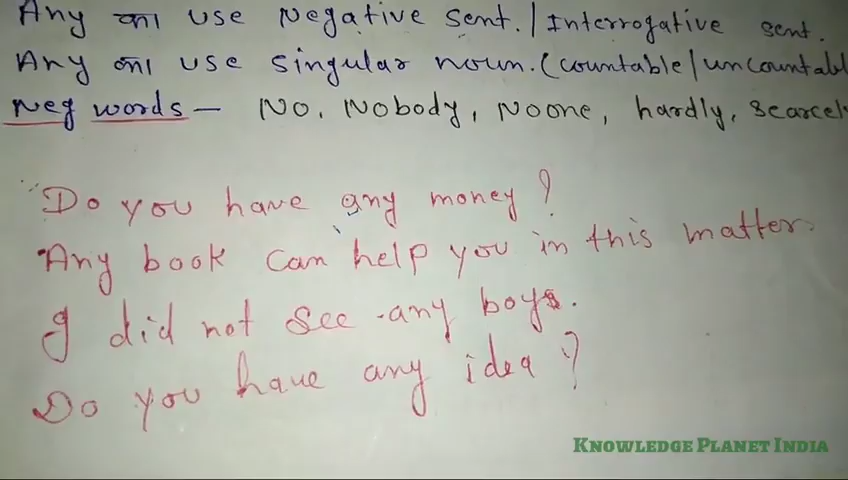 Any का use Negative sent. / Interrogative sent.
Any का use singular noun. (countable / uncountabl
Neg words — No, Nobody, Noone, hardly, scarcel
Do you have any money?
Any book can help you in this matter.
I did not see any boys.
Do you have any idea?
KNOWLEDGE PLANET INDIA